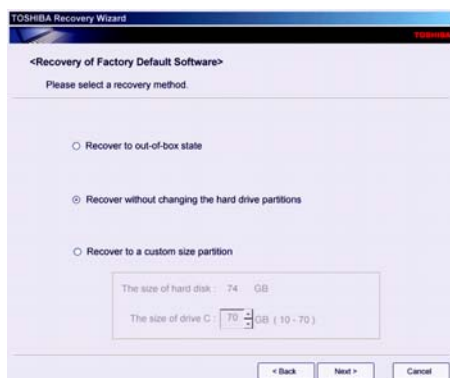 TOSHIBA Recovery Wizard
TOSHIBA
<Recovery of Factory Default Software>
Please select a recovery method.
Recover to out-of-box state
Recover without changing the hard drive partitions
Recover to a custom size partition
The size of hard disk : 74 GB
The size of drive C : 70 GB ( 10 - 70 )
< Back Next > Cancel